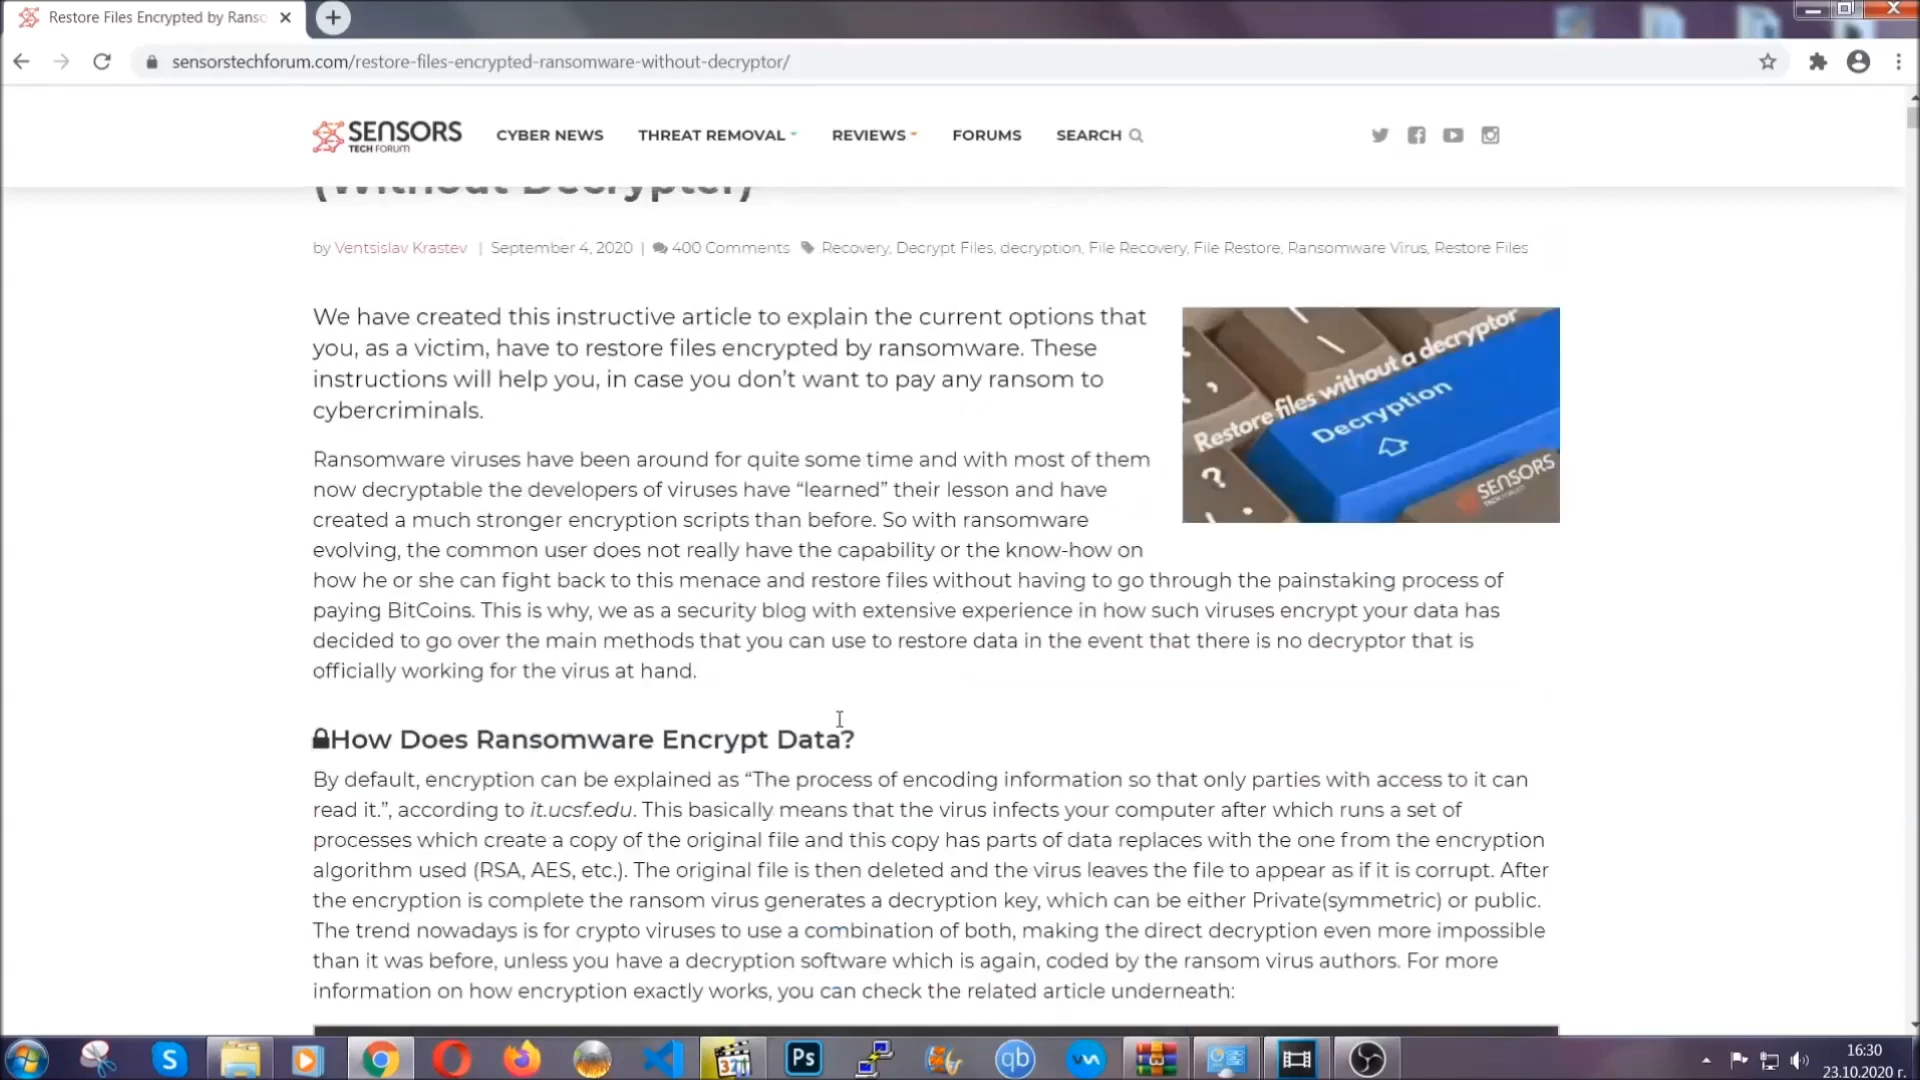 Restore Files Encrypted by Ranso
sensorstechforum.com/restore-files-encrypted-ransomware-without-decryptor/
SENSORS
TECH FORUM
CYBER NEWS THREAT REMOVAL REVIEWS FORUMS SEARCH
(Without Decrypter)
by Ventsislav Krastev | September 4, 2020 | 400 Comments Recovery, Decrypt Files, decryption, File Recovery, File Restore, Ransomware Virus, Restore Files
We have created this instructive article to explain the current options that
you, as a victim, have to restore files encrypted by ransomware. These
instructions will help you, in case you don’t want to pay any ransom to
cybercriminals.
Restore files without a decryptor
Decryption
?
SENSORS
Ransomware viruses have been around for quite some time and with most of them
now decryptable the developers of viruses have “learned” their lesson and have
created a much stronger encryption scripts than before. So with ransomware
evolving, the common user does not really have the capability or the know-how on
how he or she can fight back to this menace and restore files without having to go through the painstaking process of
paying BitCoins. This is why, we as a security blog with extensive experience in how such viruses encrypt your data has
decided to go over the main methods that you can use to restore data in the event that there is no decryptor that is
officially working for the virus at hand.
How Does Ransomware Encrypt Data?
By default, encryption can be explained as “The process of encoding information so that only parties with access to it can
read it.”, according to it.ucsf.edu. This basically means that the virus infects your computer after which runs a set of
processes which create a copy of the original file and this copy has parts of data replaces with the one from the encryption
algorithm used (RSA, AES, etc.). The original file is then deleted and the virus leaves the file to appear as if it is corrupt. After
the encryption is complete the ransom virus generates a decryption key, which can be either Private(symmetric) or public.
The trend nowadays is for crypto viruses to use a combination of both, making the direct decryption even more impossible
than it was before, unless you have a decryption software which is again, coded by the ransom virus authors. For more
information on how encryption exactly works, you can check the related article underneath:
S
321
Ps
qb
16:30
23.10.2020 г.